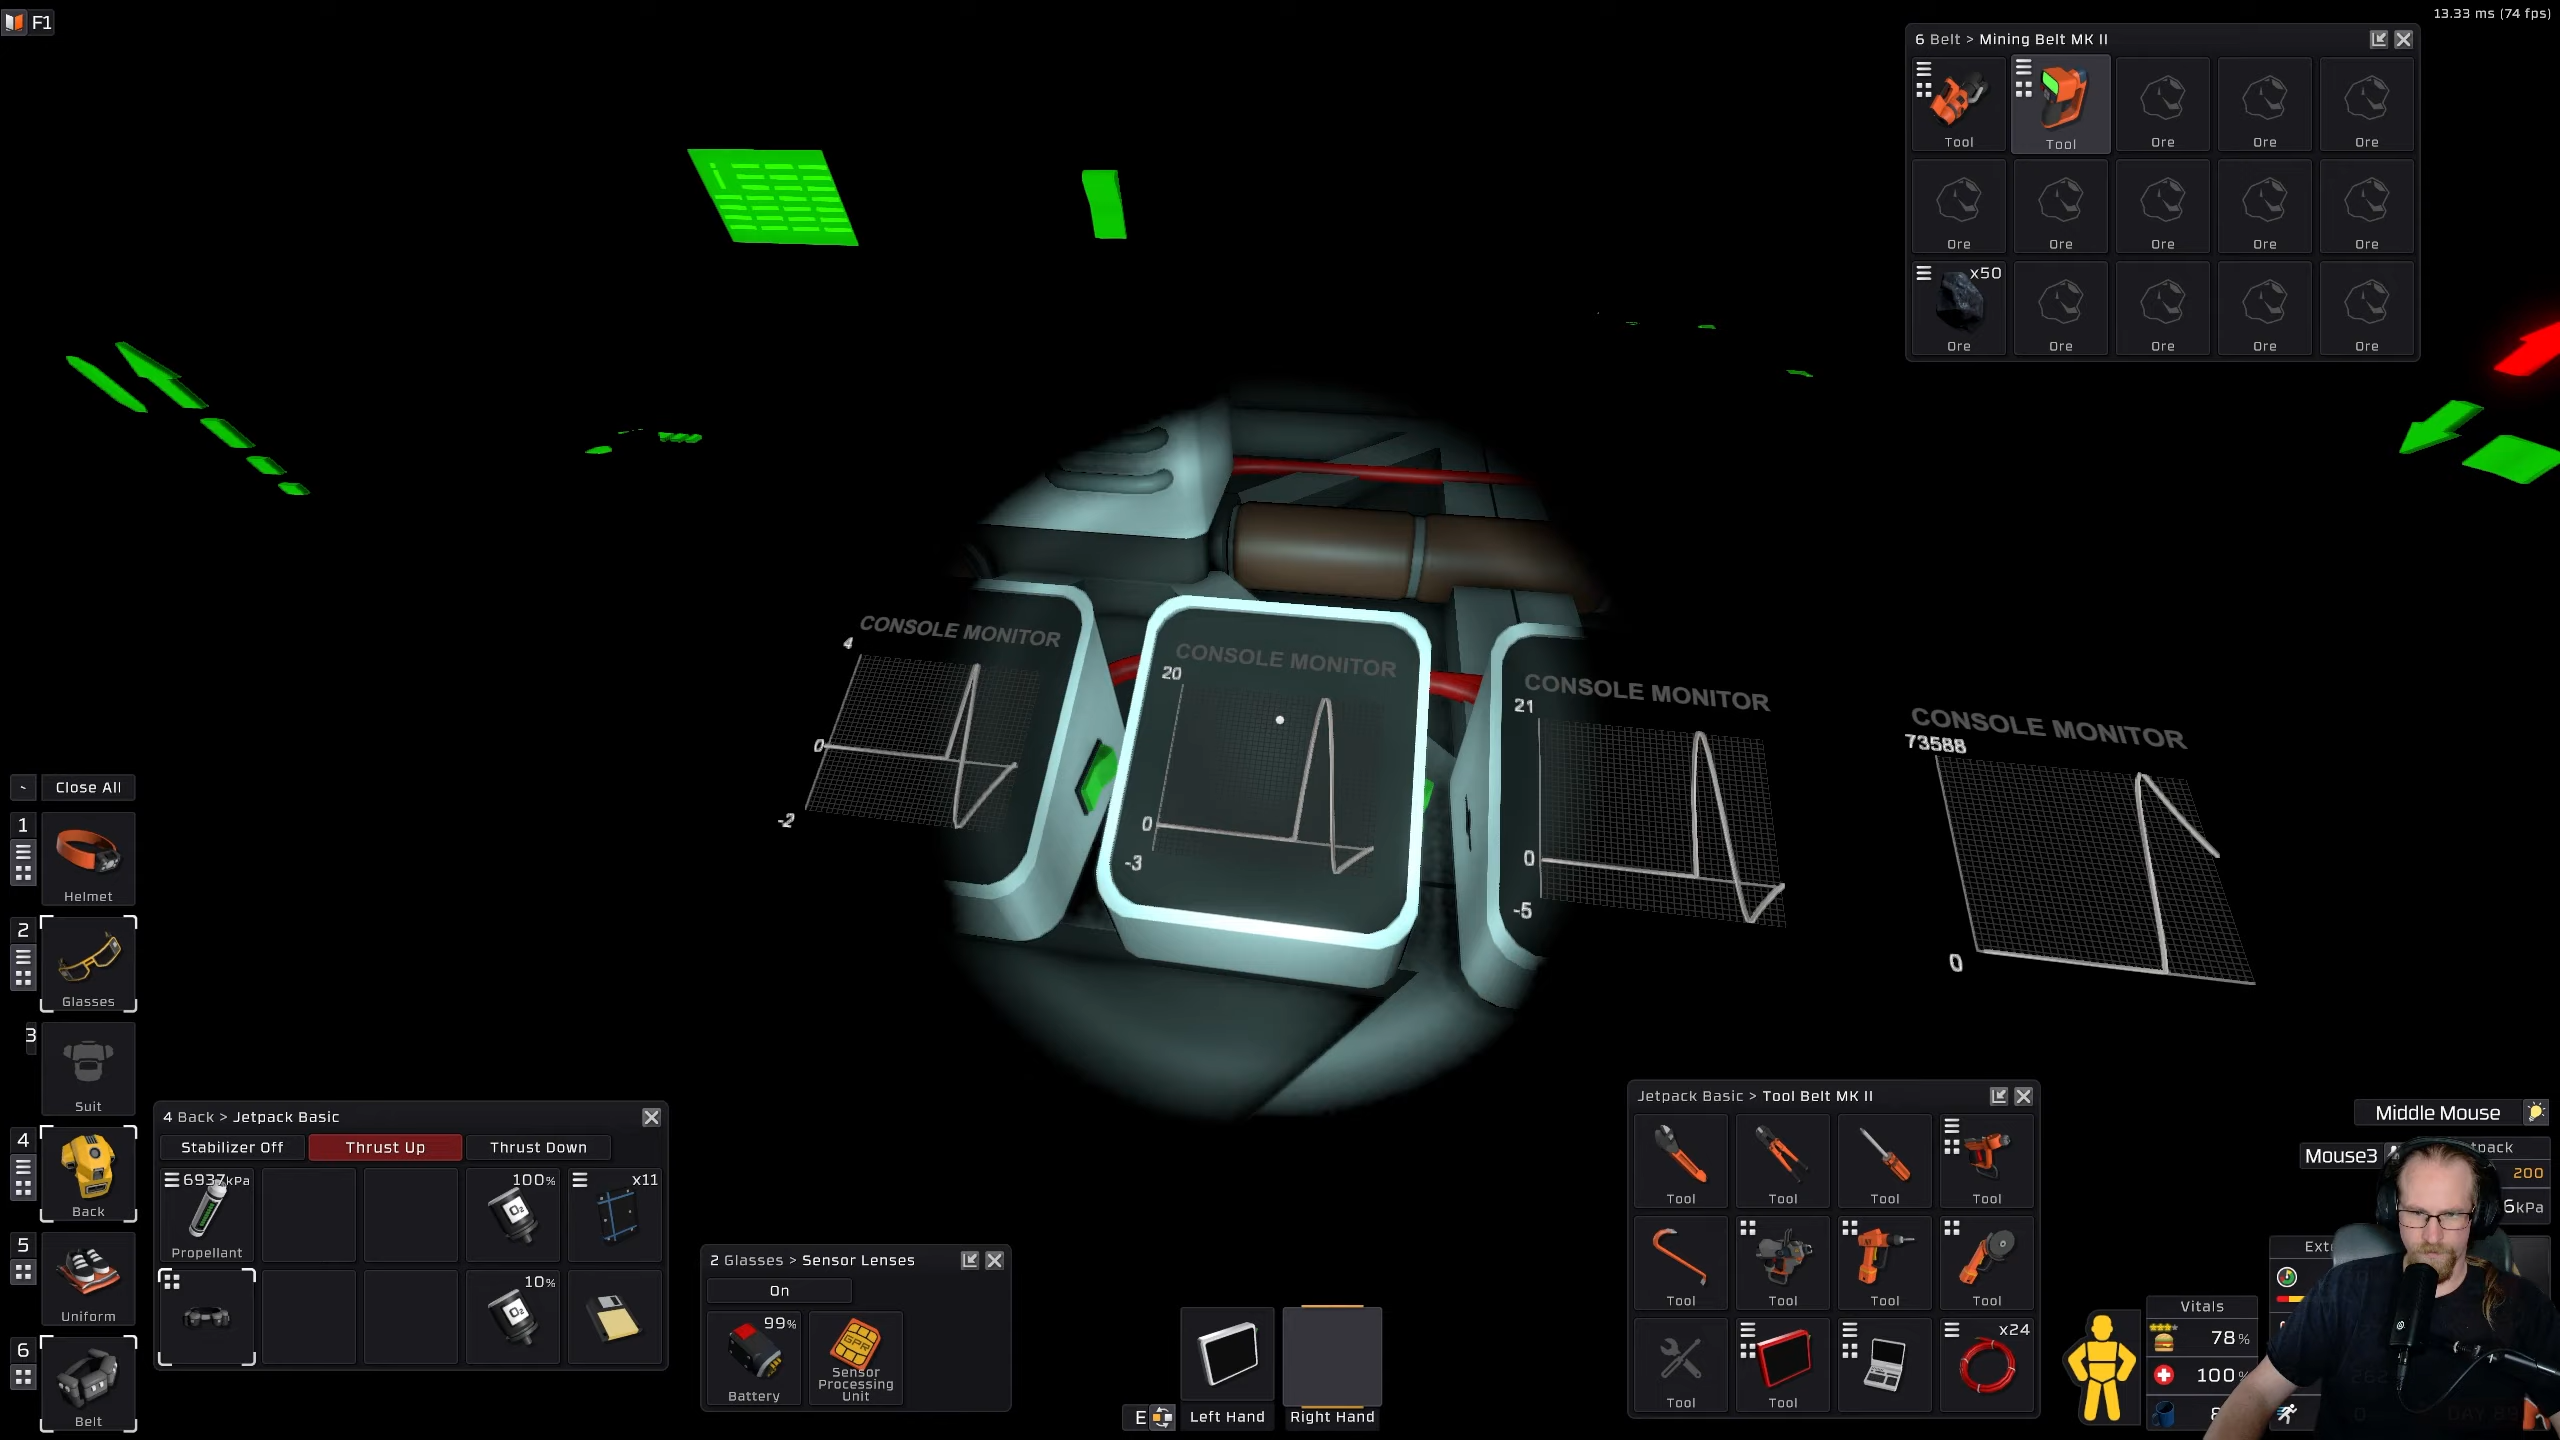 F1
13.33 ms (74 fps)
6 Belt > Mining Belt MK II
Tool
Tool
Ore
Ore
Ore
Ore
Ore
Ore
Ore
Ore
x50
Ore
Ore
Ore
Ore
Ore
CONSOLE MONITOR
4
0
-2
CONSOLE MONITOR
20
0
-3
CONSOLE MONITOR
21
0
-5
CONSOLE MONITOR
73588
0
~ Close All
1
Helmet
2
Glasses
3
Suit
4
Back
5
Uniform
6
Belt
4 Back > Jetpack Basic
Stabilizer Off
Thrust Up
Thrust Down
6937kPa
Propellant
100%
O₂
x11
10%
O₂
2 Glasses > Sensor Lenses
On
99%
Battery
GPR
Sensor Processing Unit
E
Left Hand
Right Hand
Jetpack Basic > Tool Belt MK II
Tool
Tool
Tool
Tool
Tool
Tool
Tool
Tool
Tool
Tool
x24
Middle Mouse
Mouse3
200
Vitals
78%
100%